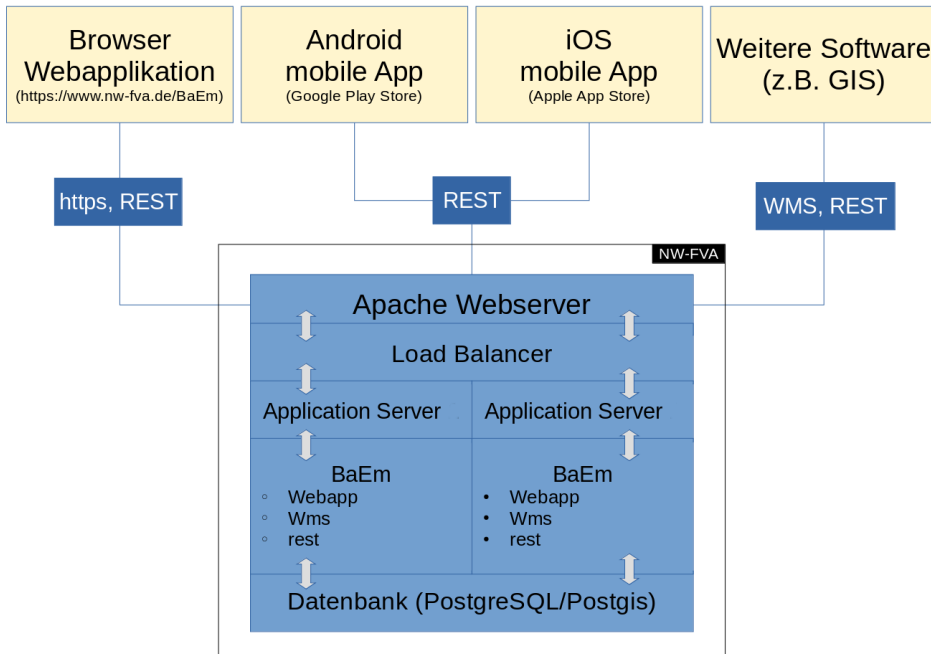 Browser
Webapplikation
(https://www.nw-fva.de/BaEm)
Android
mobile App
(Google Play Store)
iOS
mobile App
(Apple App Store)
Weitere Software
(z.B. GIS)
https, REST
REST
WMS, REST
NW-FVA
Apache Webserver
Load Balancer
Application Server
Application Server
BaEm
◦ Webapp
◦ Wms
◦ rest
BaEm
• Webapp
• Wms
• rest
Datenbank (PostgreSQL/Postgis)